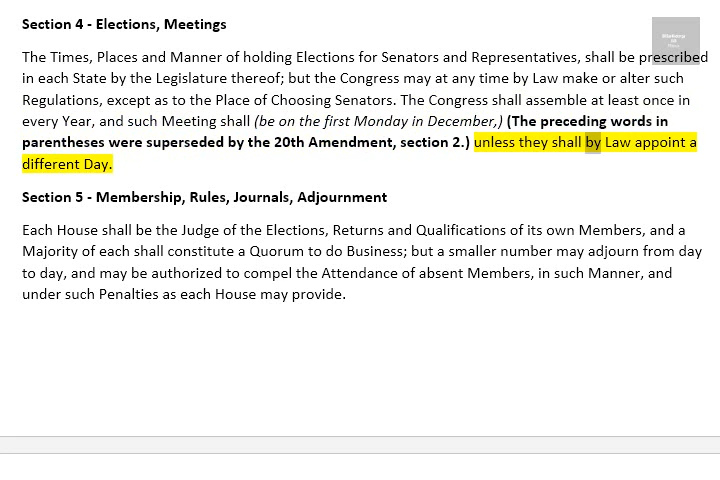 Section 4 - Elections, Meetings
The Times, Places and Manner of holding Elections for Senators and Representatives, shall be prescribed
in each State by the Legislature thereof; but the Congress may at any time by Law make or alter such
Regulations, except as to the Place of Choosing Senators. The Congress shall assemble at least once in
every Year, and such Meeting shall (be on the first Monday in December,) (The preceding words in
parentheses were superseded by the 20th Amendment, section 2.) unless they shall by Law appoint a
different Day.
Section 5 - Membership, Rules, Journals, Adjournment
Each House shall be the Judge of the Elections, Returns and Qualifications of its own Members, and a
Majority of each shall constitute a Quorum to do Business; but a smaller number may adjourn from day
to day, and may be authorized to compel the Attendance of absent Members, in such Manner, and
under such Penalties as each House may provide.